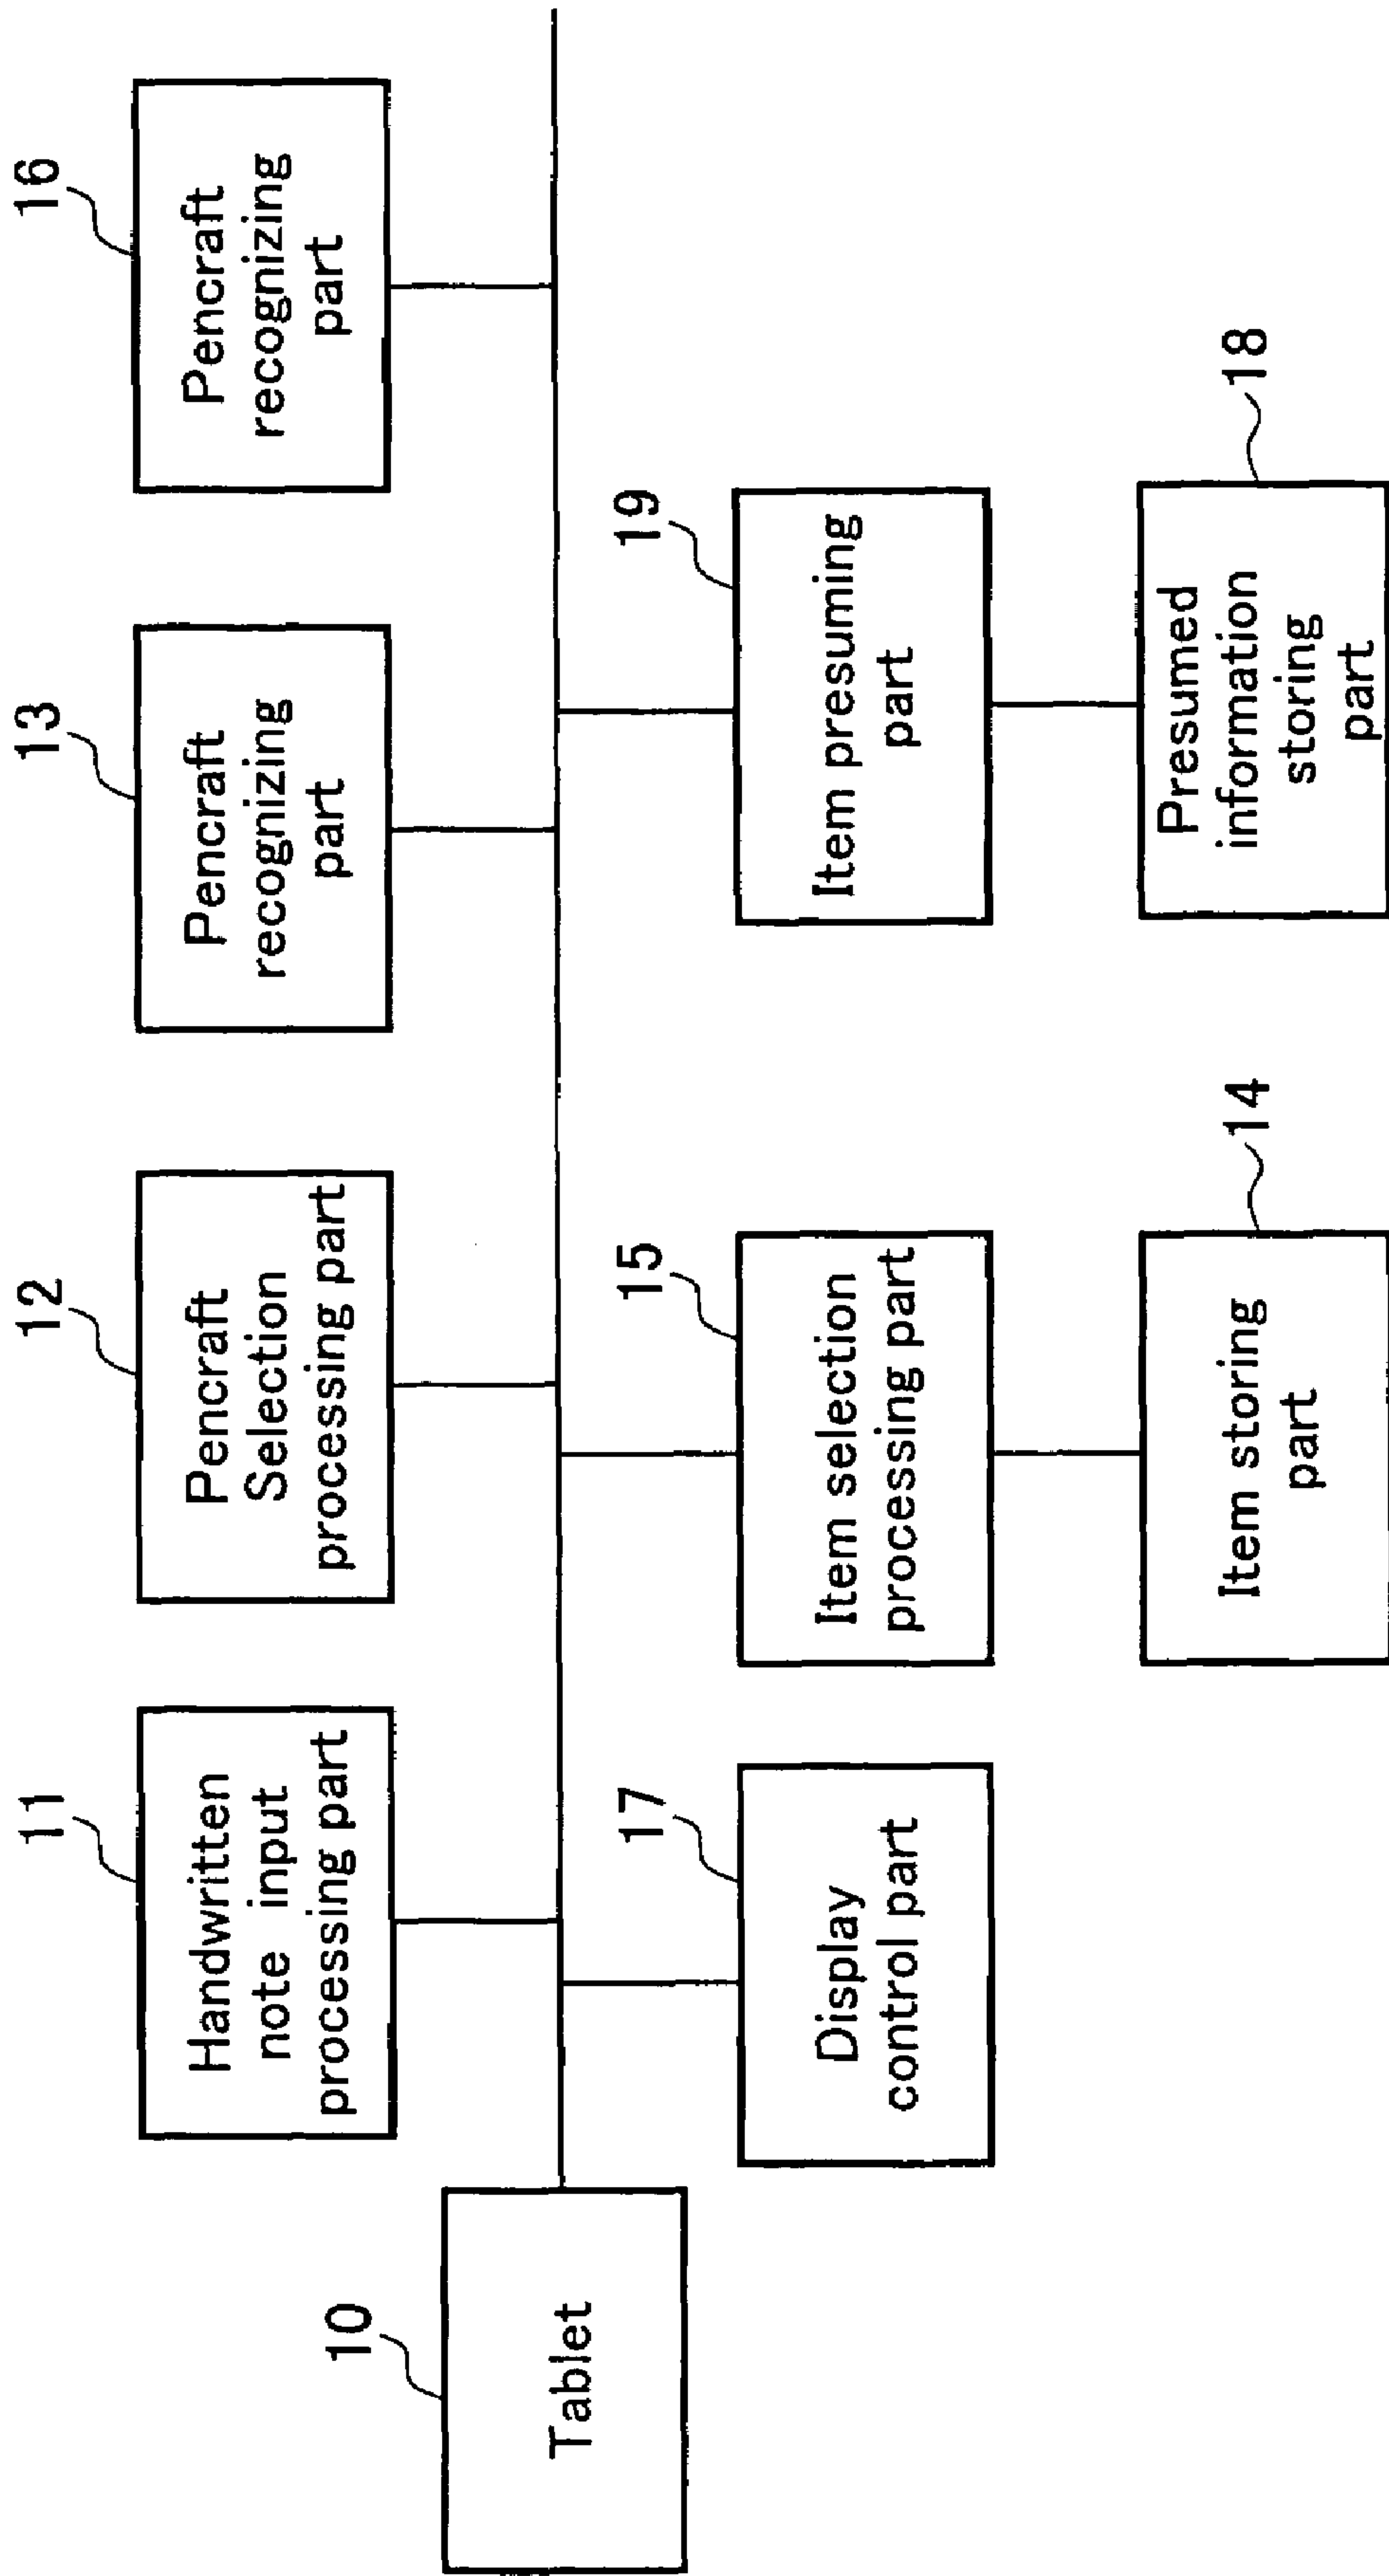 10
Tablet
11
Handwritten
note input
processing part
12
Pencraft
Selection
processing part
13
Pencraft
recognizing
part
16
Pencraft
recognizing
part
17
Display
control part
15
Item selection
processing part
19
Item presuming
part
14
Item storing
part
18
Presumed
information
storing
part